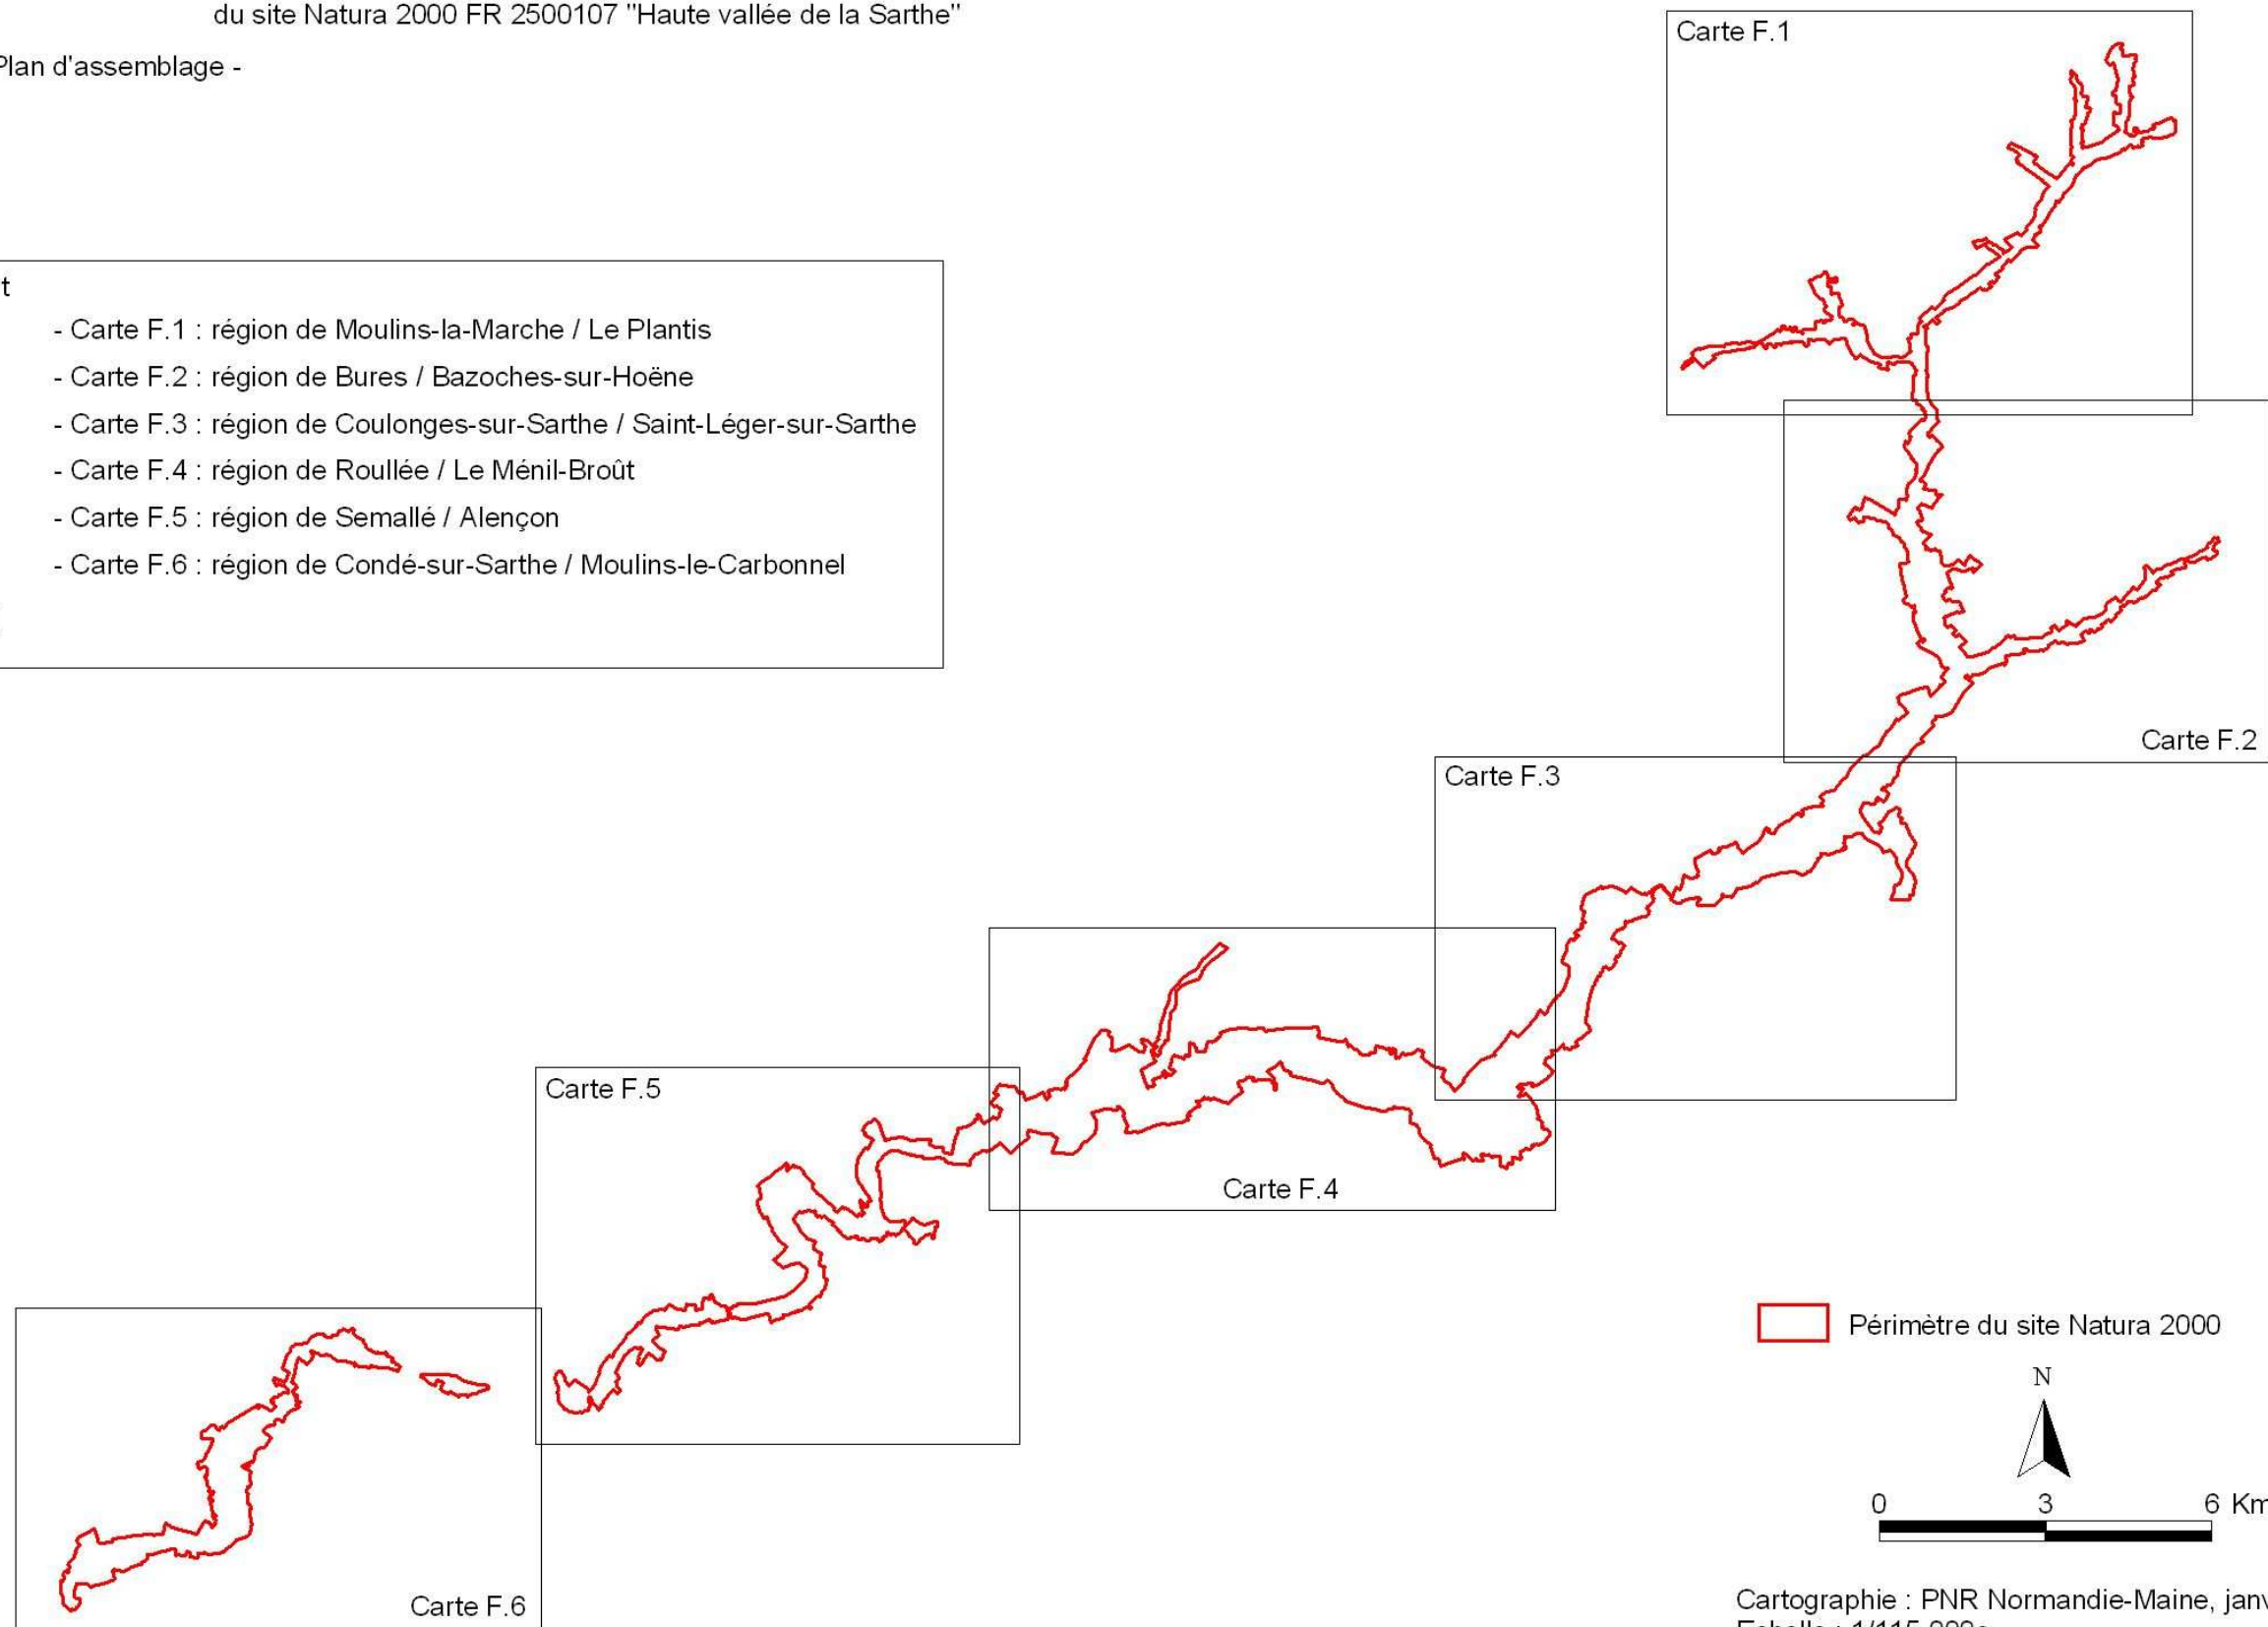 du site Natura 2000 FR 2500107 "Haute vallée de la Sarthe"
Plan d'assemblage -
- Carte F.1 : région de Moulins-la-Marche / Le Plantis
- Carte F.2 : région de Bures / Bazoches-sur-Hoëne
- Carte F.3 : région de Coulonges-sur-Sarthe / Saint-Léger-sur-Sarthe
- Carte F.4 : région de Roullée / Le Ménil-Broût
- Carte F.5 : région de Semallé / Alençon
- Carte F.6 : région de Condé-sur-Sarthe / Moulins-le-Carbonnel
Carte F.1
Carte F.2
Carte F.3
Carte F.4
Carte F.5
Carte F.6
Périmètre du site Natura 2000
N
0 3 6 Km
Cartographie : PNR Normandie-Maine, janv